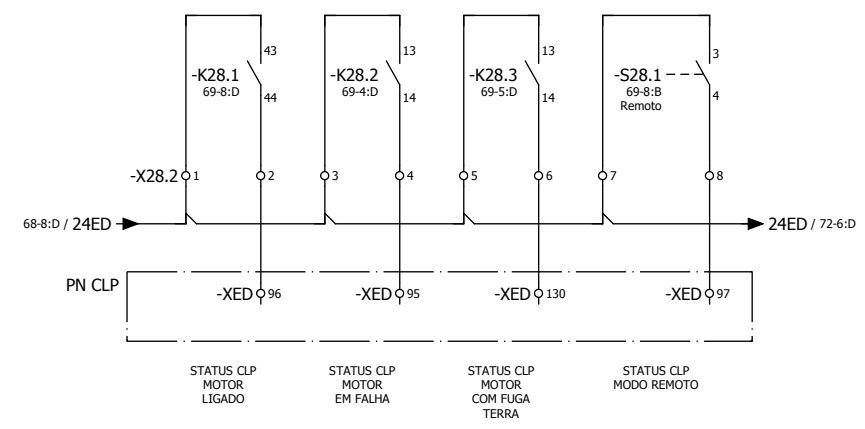 43
-K28.1
69-8:D
44
13
-K28.2
69-4:D
14
13
-K28.3
69-5:D
14
3
-S28.1
69-8:B
Remoto
4
-X28.2 1 2 3 4 5 6 7 8
68-8:D / 24ED
24ED / 72-6:D
PN CLP
-XED 96
-XED 95
-XED 130
-XED 97
STATUS CLP
MOTOR
LIGADO
STATUS CLP
MOTOR
EM FALHA
STATUS CLP
MOTOR
COM FUGA
TERRA
STATUS CLP
MODO REMOTO